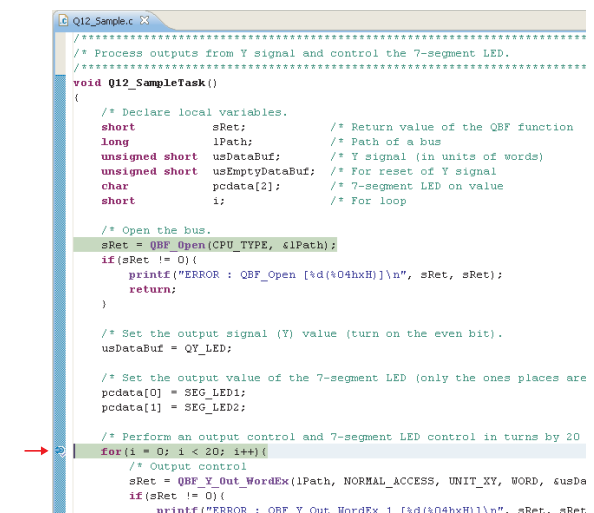 Q12_Sample.c
/************************************************************************
/* Process outputs from Y signal and control the 7-segment LED.
/************************************************************************
void Q12_SampleTask()
{
/* Declare local variables.
short sRet; /* Return value of the QBF function
long lPath; /* Path of a bus
unsigned short usDataBuf; /* Y signal (in units of words)
unsigned short usEmptyDataBuf; /* For reset of Y signal
char pcdata[2]; /* 7-segment LED on value
short i; /* For loop
/* Open the bus.
sRet = QBF_Open(CPU_TYPE, &lPath);
if(sRet != 0){
printf("ERROR : QBF_Open [%d(%04hxH)]\n", sRet, sRet);
return;
}
/* Set the output signal (Y) value (turn on the even bit).
usDataBuf = QY_LED;
/* Set the output value of the 7-segment LED (only the ones places are
pcdata[0] = SEG_LED1;
pcdata[1] = SEG_LED2;
/* Perform an output control and 7-segment LED control in turns by 20
for(i = 0; i < 20; i++){
/* Output control
sRet = QBF_Y_Out_WordEx(lPath, NORMAL_ACCESS, UNIT_XY, WORD, &usDa
if(sRet != 0){
printf("ERROR : QBF_Y_Out_WordEx_1 [%d(%04hxH)]\n", sRet, sRet